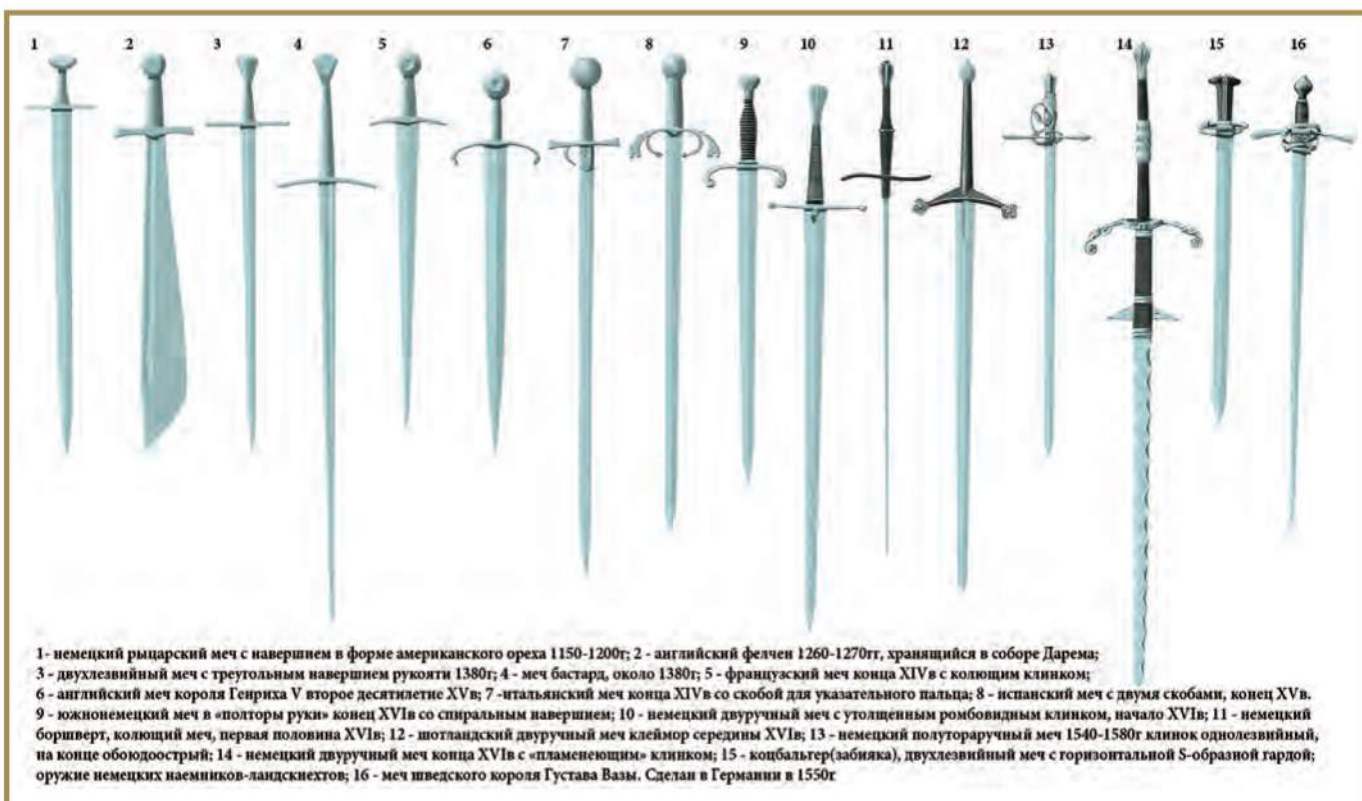 1 2 3 4 5 6 7 8 9 10 11 12 13 14 15 16
1- немецкий рыцарский меч с навершием в форме американского ореха 1150-1200г; 2 - английский фелчен 1260-1270гг, хранящийся в соборе Дарема;
3 - двухлезвийный меч с треугольным навершием рукояти 1380г; 4 - меч бастард, около 1380г; 5 - французский меч конца XIVв с колющим клинком;
6 - английский меч короля Генриха V второе десятилетие XVв; 7 -итальянский меч конца XIVв со скобой для указательного пальца; 8 - испанский меч с двумя скобами, конец XVв.
9 - южнонемецкий меч в «полторы руки» конец XVIв со спиральным навершием; 10 - немецкий двуручный меч с утолщенным ромбовидным клинком, начало XVIв; 11 - немецкий
боршверт, колющий меч, первая половина XVIв; 12 - шотландский двуручный меч клеймор середины XVIв; 13 - немецкий полутораручный меч 1540-1580г клинок однолезвийный,
на конце обоюдоострый; 14 - немецкий двуручный меч конца XVIв с «пламенеющим» клинком; 15 - коцбальгер(забияка), двухлезвийный меч с горизонтальной S-образной гардой;
оружие немецких наемников-ландскнехтов; 16 - меч шведского короля Густава Вазы. Сделан в Германии в 1550г